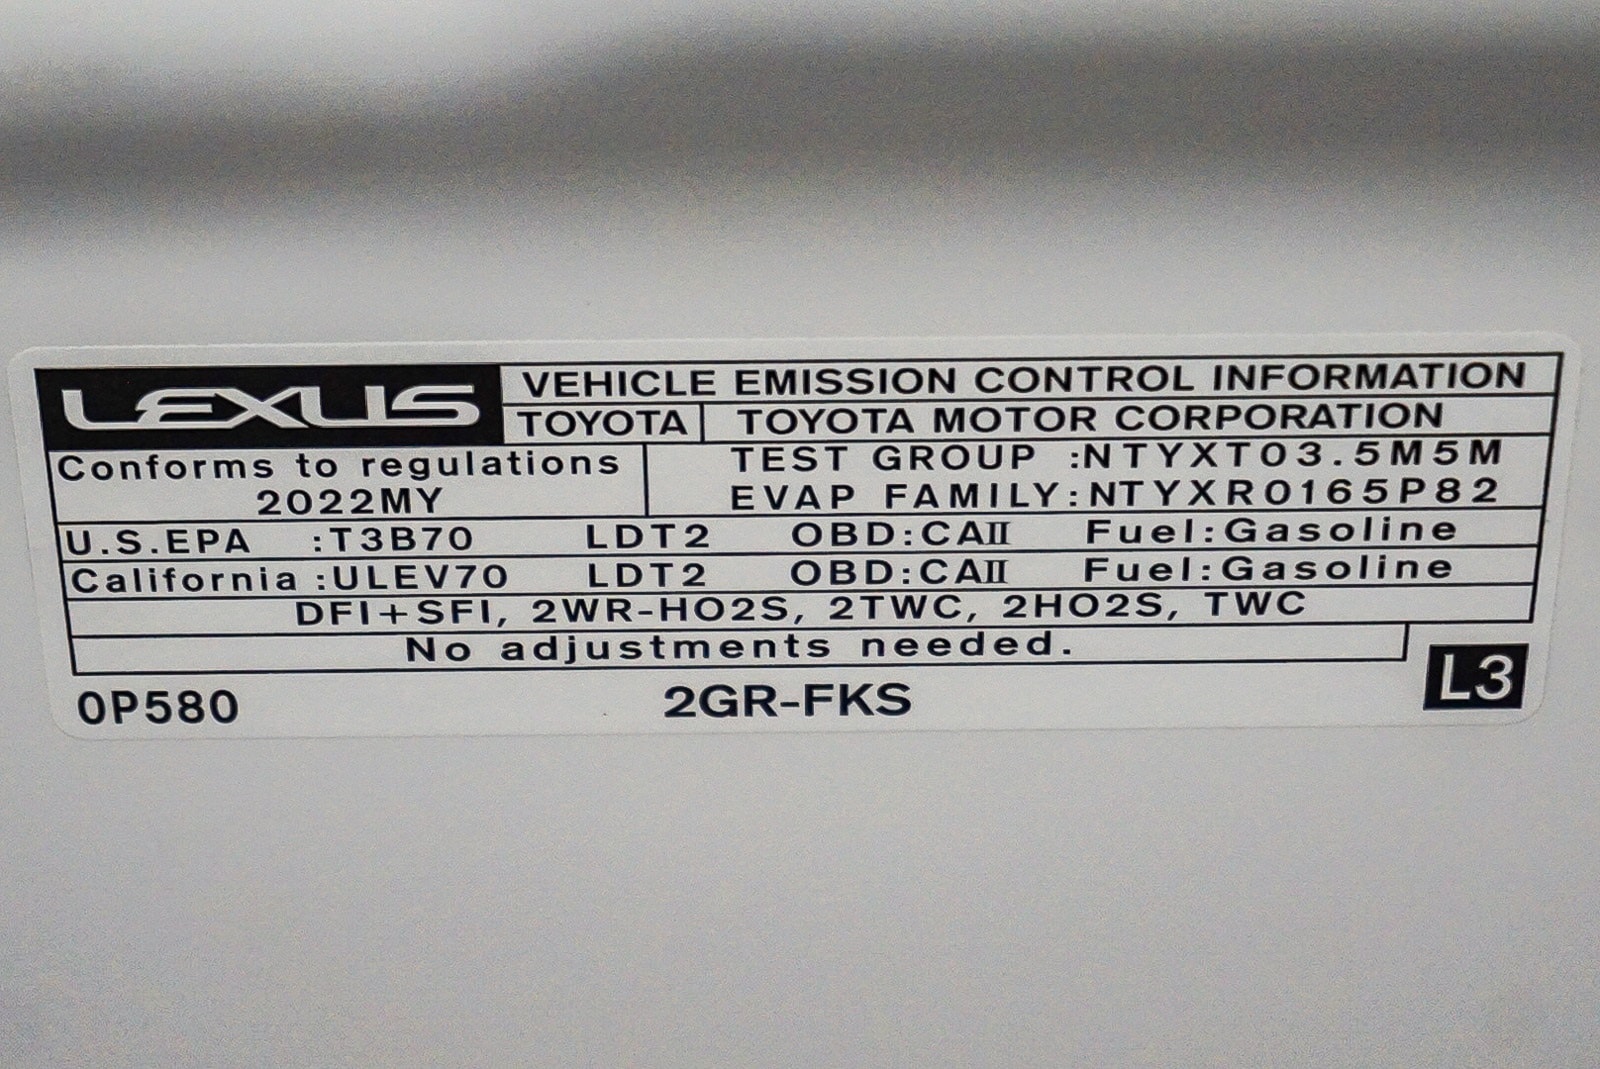 LEXUS VEHICLE EMISSION CONTROL INFORMATION
TOYOTA TOYOTA MOTOR CORPORATION
Conforms to regulations TEST GROUP :NTYXT03.5M5M
2022MY EVAP FAMILY:NTYXR0165P82
U.S.EPA :T3B70 LDT2 OBD:CAII Fuel:Gasoline
California :ULEV70 LDT2 OBD:CAII Fuel:Gasoline
DFI+SFI, 2WR-HO2S, 2TWC, 2HO2S, TWC
No adjustments needed.
0P580 2GR-FKS L3